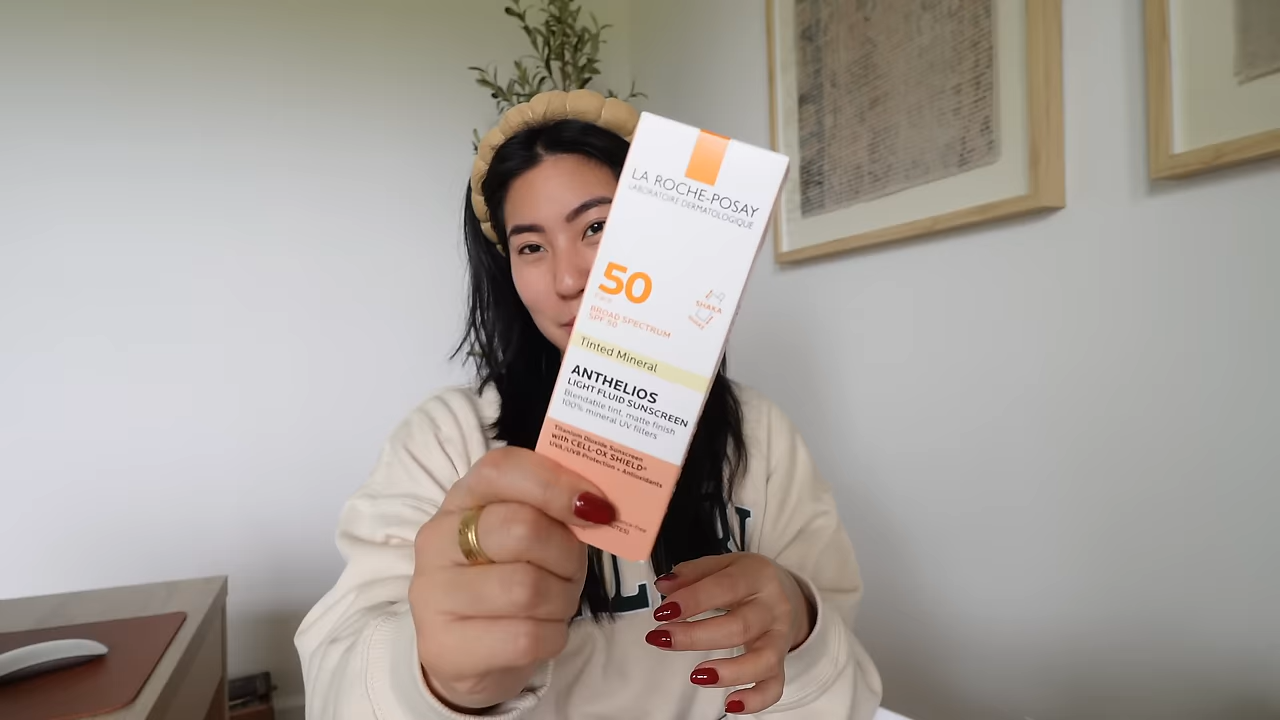 LA ROCHE-POSAY
LABORATOIRE DERMATOLOGIQUE
50
SHAKA
SHAKE
BROAD SPECTRUM
SPF 50
Tinted Mineral
ANTHELIOS
LIGHT FLUID SUNSCREEN
Blendable tint, matte finish
100% mineral UV filters
Titanium Dioxide Sunscreen
with CELL-OX SHIELD®
UVA/UVB Protection + Antioxidants